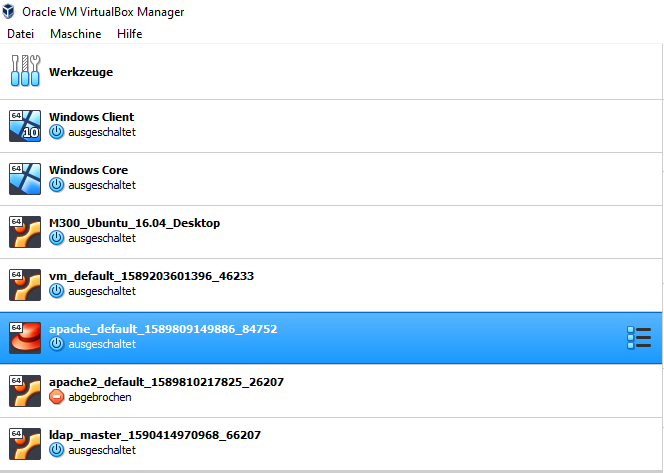 Oracle VM VirtualBox Manager
Datei Maschine Hilfe
Werkzeuge
64
10
Windows Client
ausgeschaltet
64
Windows Core
ausgeschaltet
64
M300_Ubuntu_16.04_Desktop
ausgeschaltet
64
vm_default_1589203601396_46233
ausgeschaltet
64
apache_default_1589809149886_84752
ausgeschaltet
64
apache2_default_1589810217825_26207
abgebrochen
64
ldap_master_1590414970968_66207
ausgeschaltet